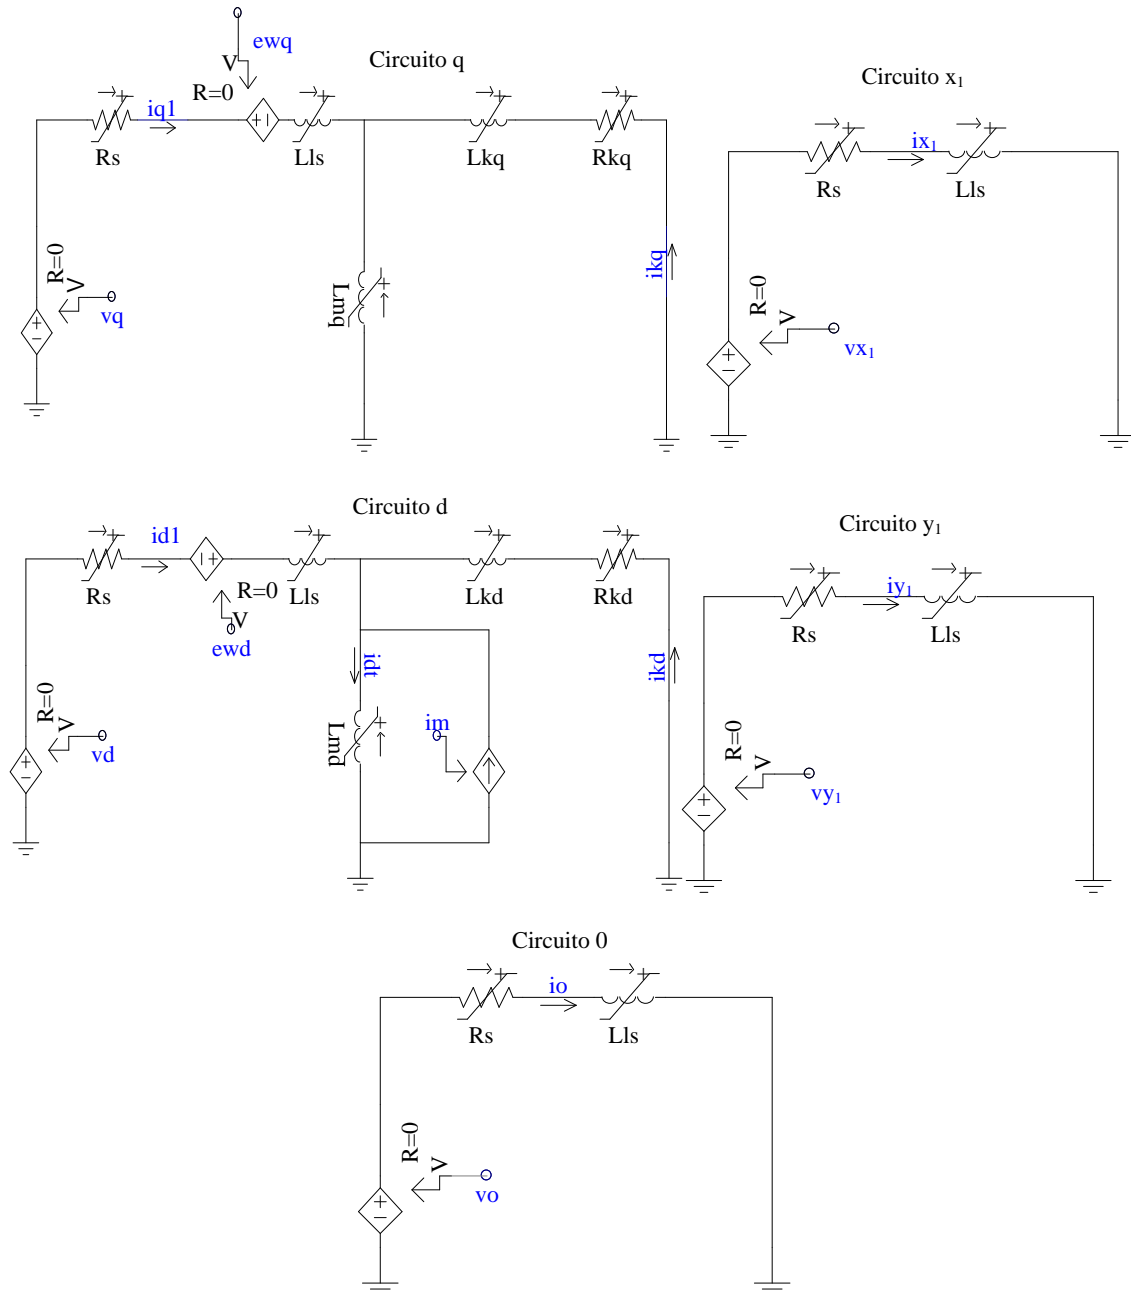 ewq
Circuito q
V
R=0
iq1
Rs
Lls
Lkq
Rkq
R=0
V
vq
Lmq
ikq
Circuito x1
ix1
Rs
Lls
R=0
V
vx1
Circuito d
id1
Rs
R=0
Lls
Lkd
Rkd
V
ewd
idt
ikd
R=0
V
vd
Lmd
im
Circuito y1
iy1
Rs
Lls
R=0
V
vy1
Circuito 0
io
Rs
Lls
R=0
V
vo